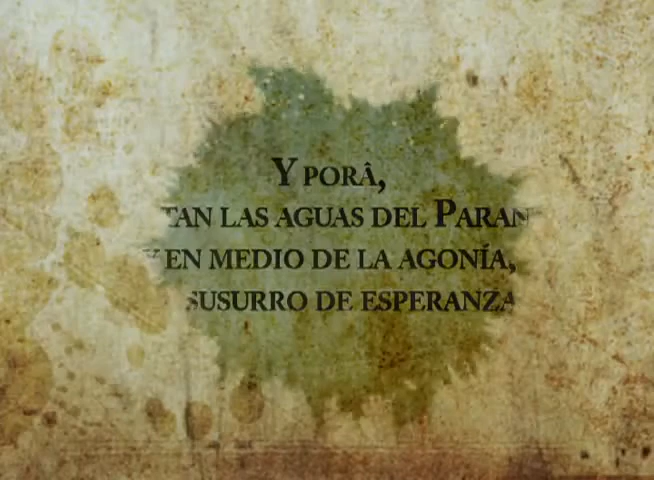 Y PORÂ,
TAN LAS AGUAS DEL PARAN
Y EN MEDIO DE LA AGONÍA,
SUSURRO DE ESPERANZA